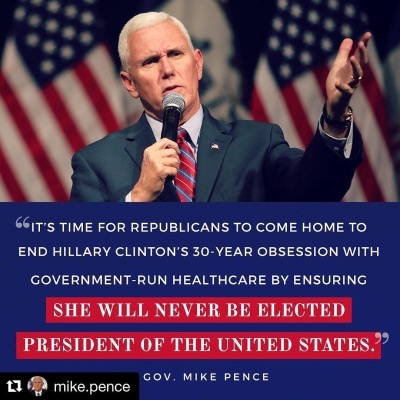 “IT’S TIME FOR REPUBLICANS TO COME HOME TO
END HILLARY CLINTON’S 30-YEAR OBSESSION WITH
GOVERNMENT-RUN HEALTHCARE BY ENSURING
SHE WILL NEVER BE ELECTED
PRESIDENT OF THE UNITED STATES.”
GOV. MIKE PENCE
mike.pence